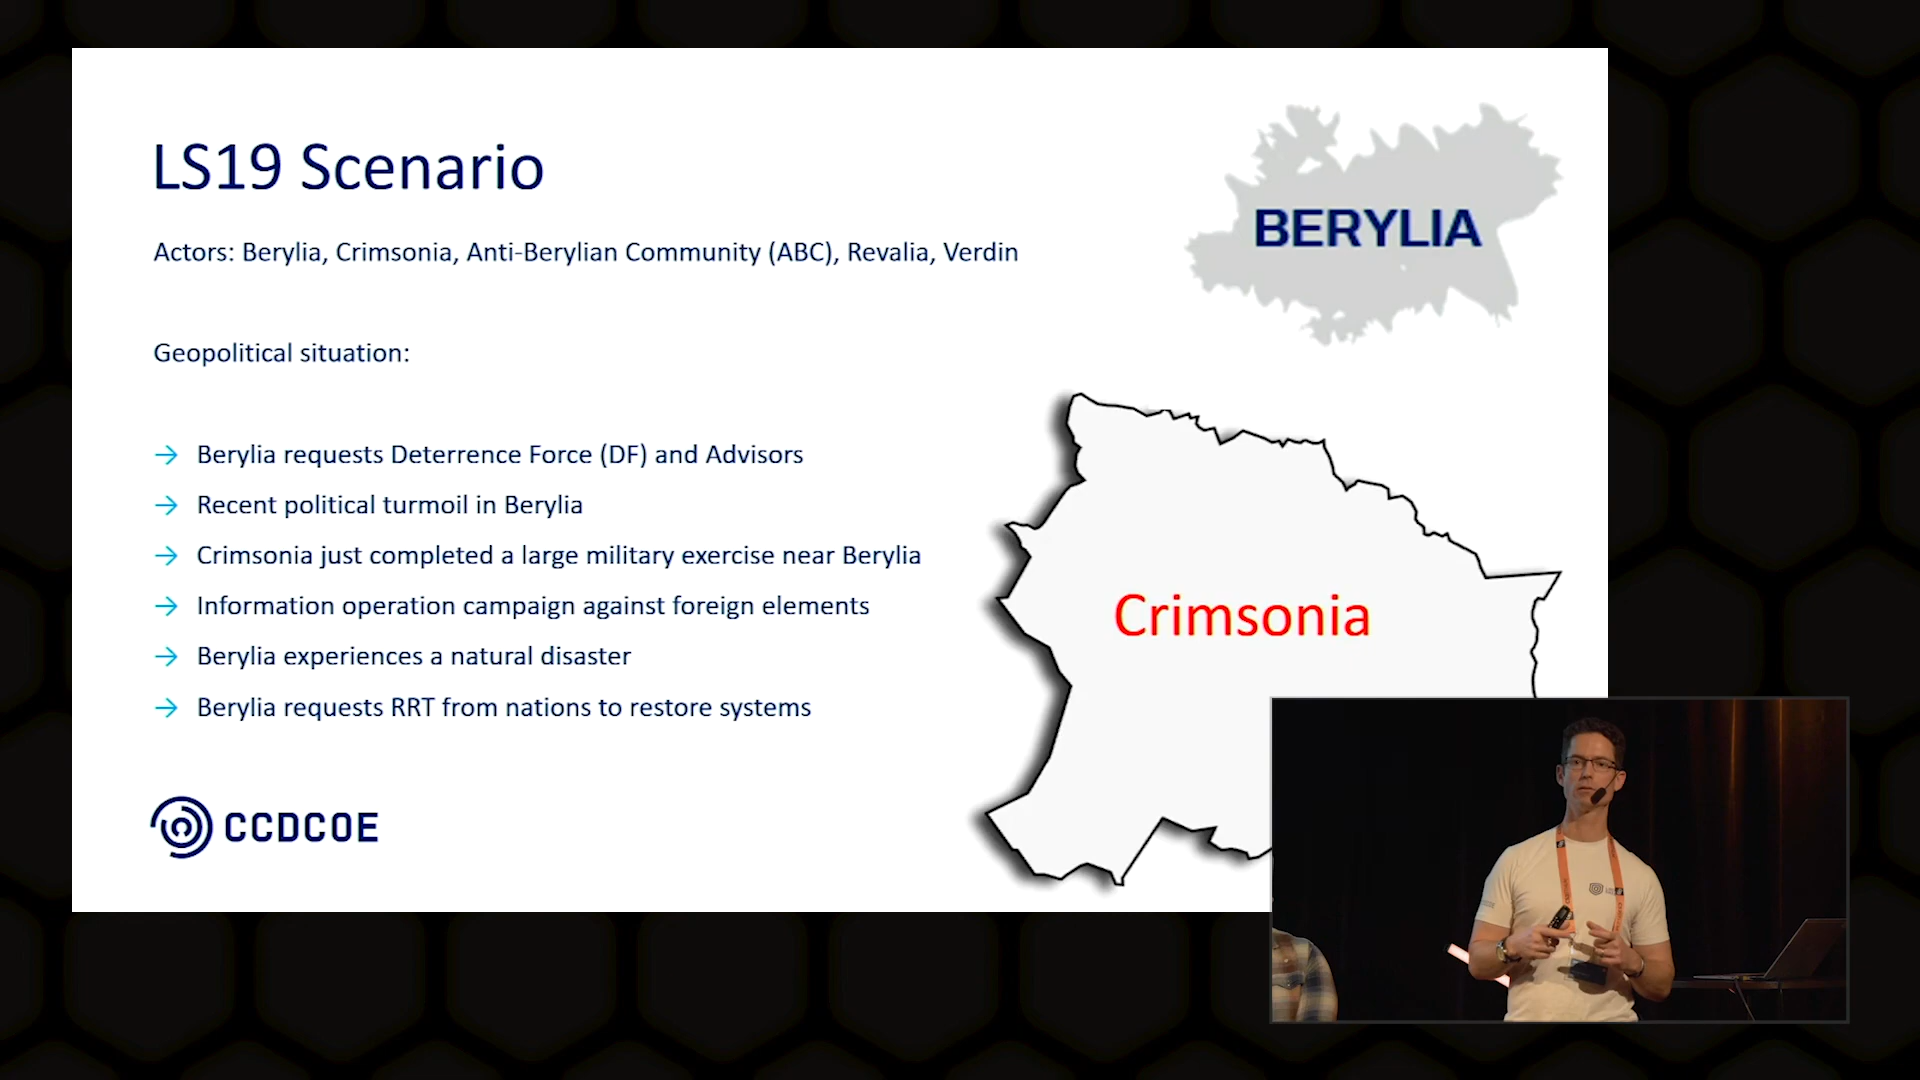 LS19 Scenario
Actors: Berylia, Crimsonia, Anti-Berylian Community (ABC), Revalia, Verdin
Geopolitical situation:
→ Berylia requests Deterrence Force (DF) and Advisors
→ Recent political turmoil in Berylia
→ Crimsonia just completed a large military exercise near Berylia
→ Information operation campaign against foreign elements
→ Berylia experiences a natural disaster
→ Berylia requests RRT from nations to restore systems
CCDCOE
BERYLIA
Crimsonia